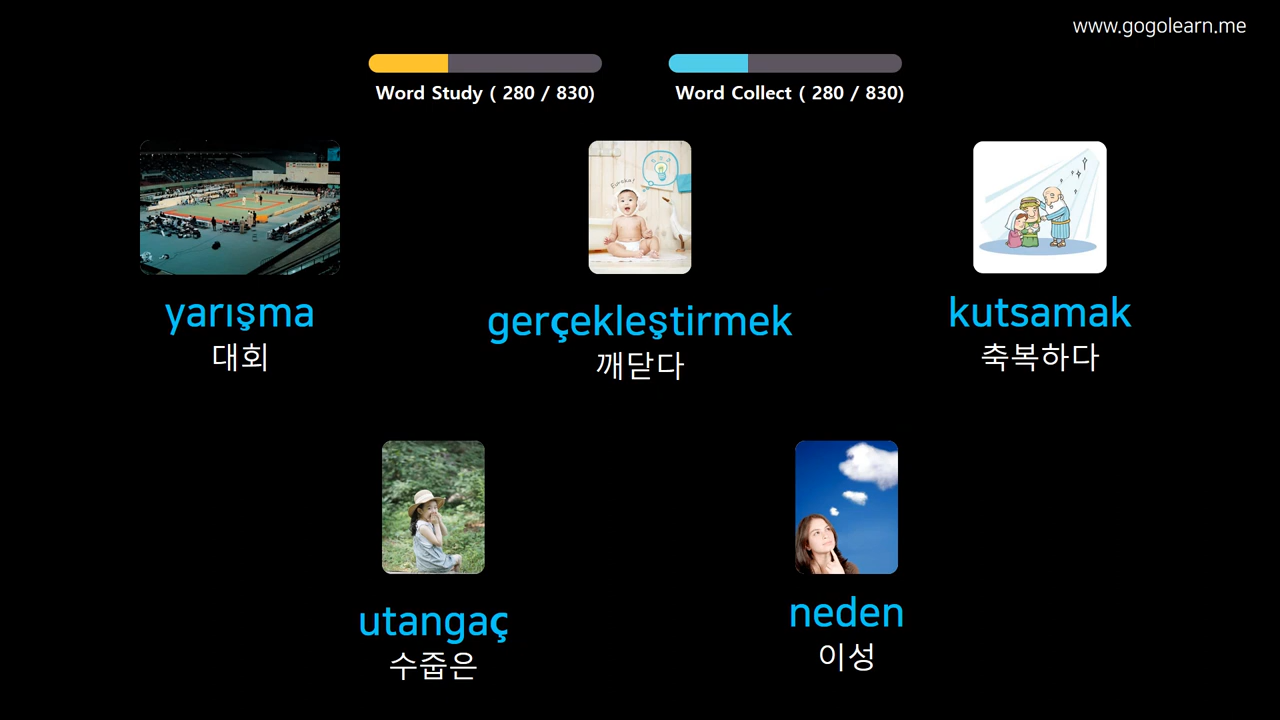 www.gogolearn.me
Word Study ( 280 / 830)
Word Collect ( 280 / 830)
Eureka!
yarışma
대회
gerçekleştirmek
깨닫다
kutsamak
축복하다
utangaç
수줍은
neden
이성